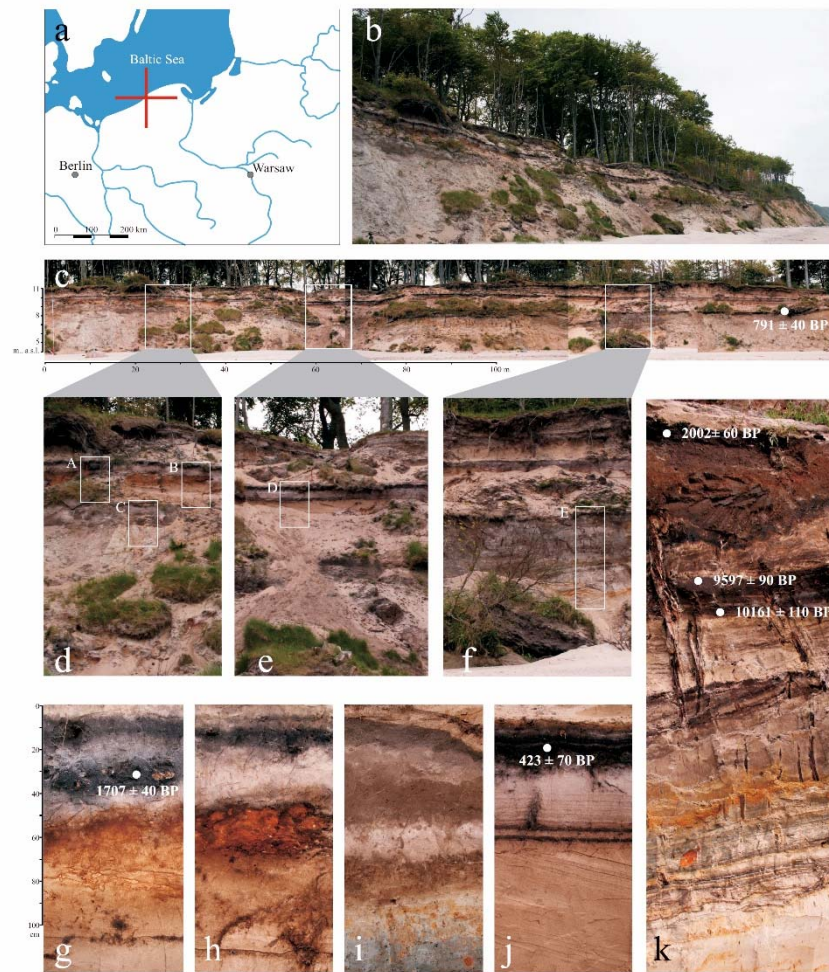 a
Baltic Sea
Berlin
Warsaw
0 100 200 km
b
c
11
9
7
5
m., a.s.l.
791 ± 40 BP
0 20 40 60 80 100 m
A
B
C
d
D
e
E
f
2002± 60 BP
9597 ± 90 BP
10161 ± 110 BP
k
0
20
40
60
80
100
cm
1707 ± 40 BP
g
h
i
423 ± 70 BP
j